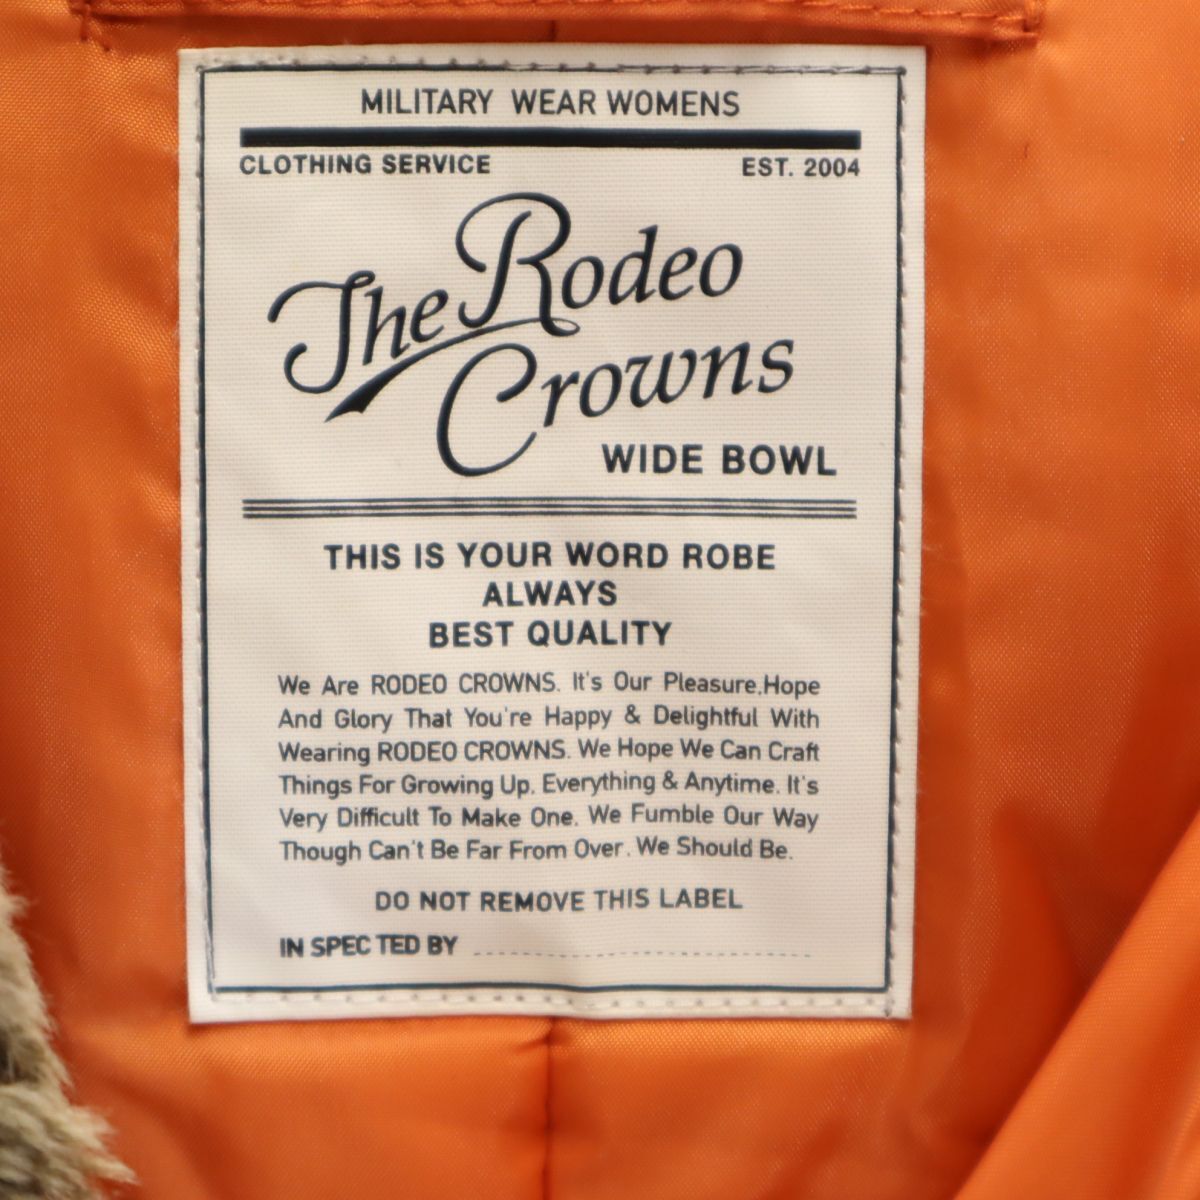 MILITARY WEAR WOMENS
CLOTHING SERVICE EST. 2004
The Rodeo
Crowns
WIDE BOWL
THIS IS YOUR WORD ROBE
ALWAYS
BEST QUALITY
We Are RODEO CROWNS. It's Our Pleasure,Hope
And Glory That You're Happy & Delightful With
Wearing RODEO CROWNS. We Hope We Can Craft
Things For Growing Up, Everything & Anytime. It's
Very Difficult To Make One. We Fumble Our Way
Though Can't Be Far From Over. We Should Be.
DO NOT REMOVE THIS LABEL
IN SPEC TED BY